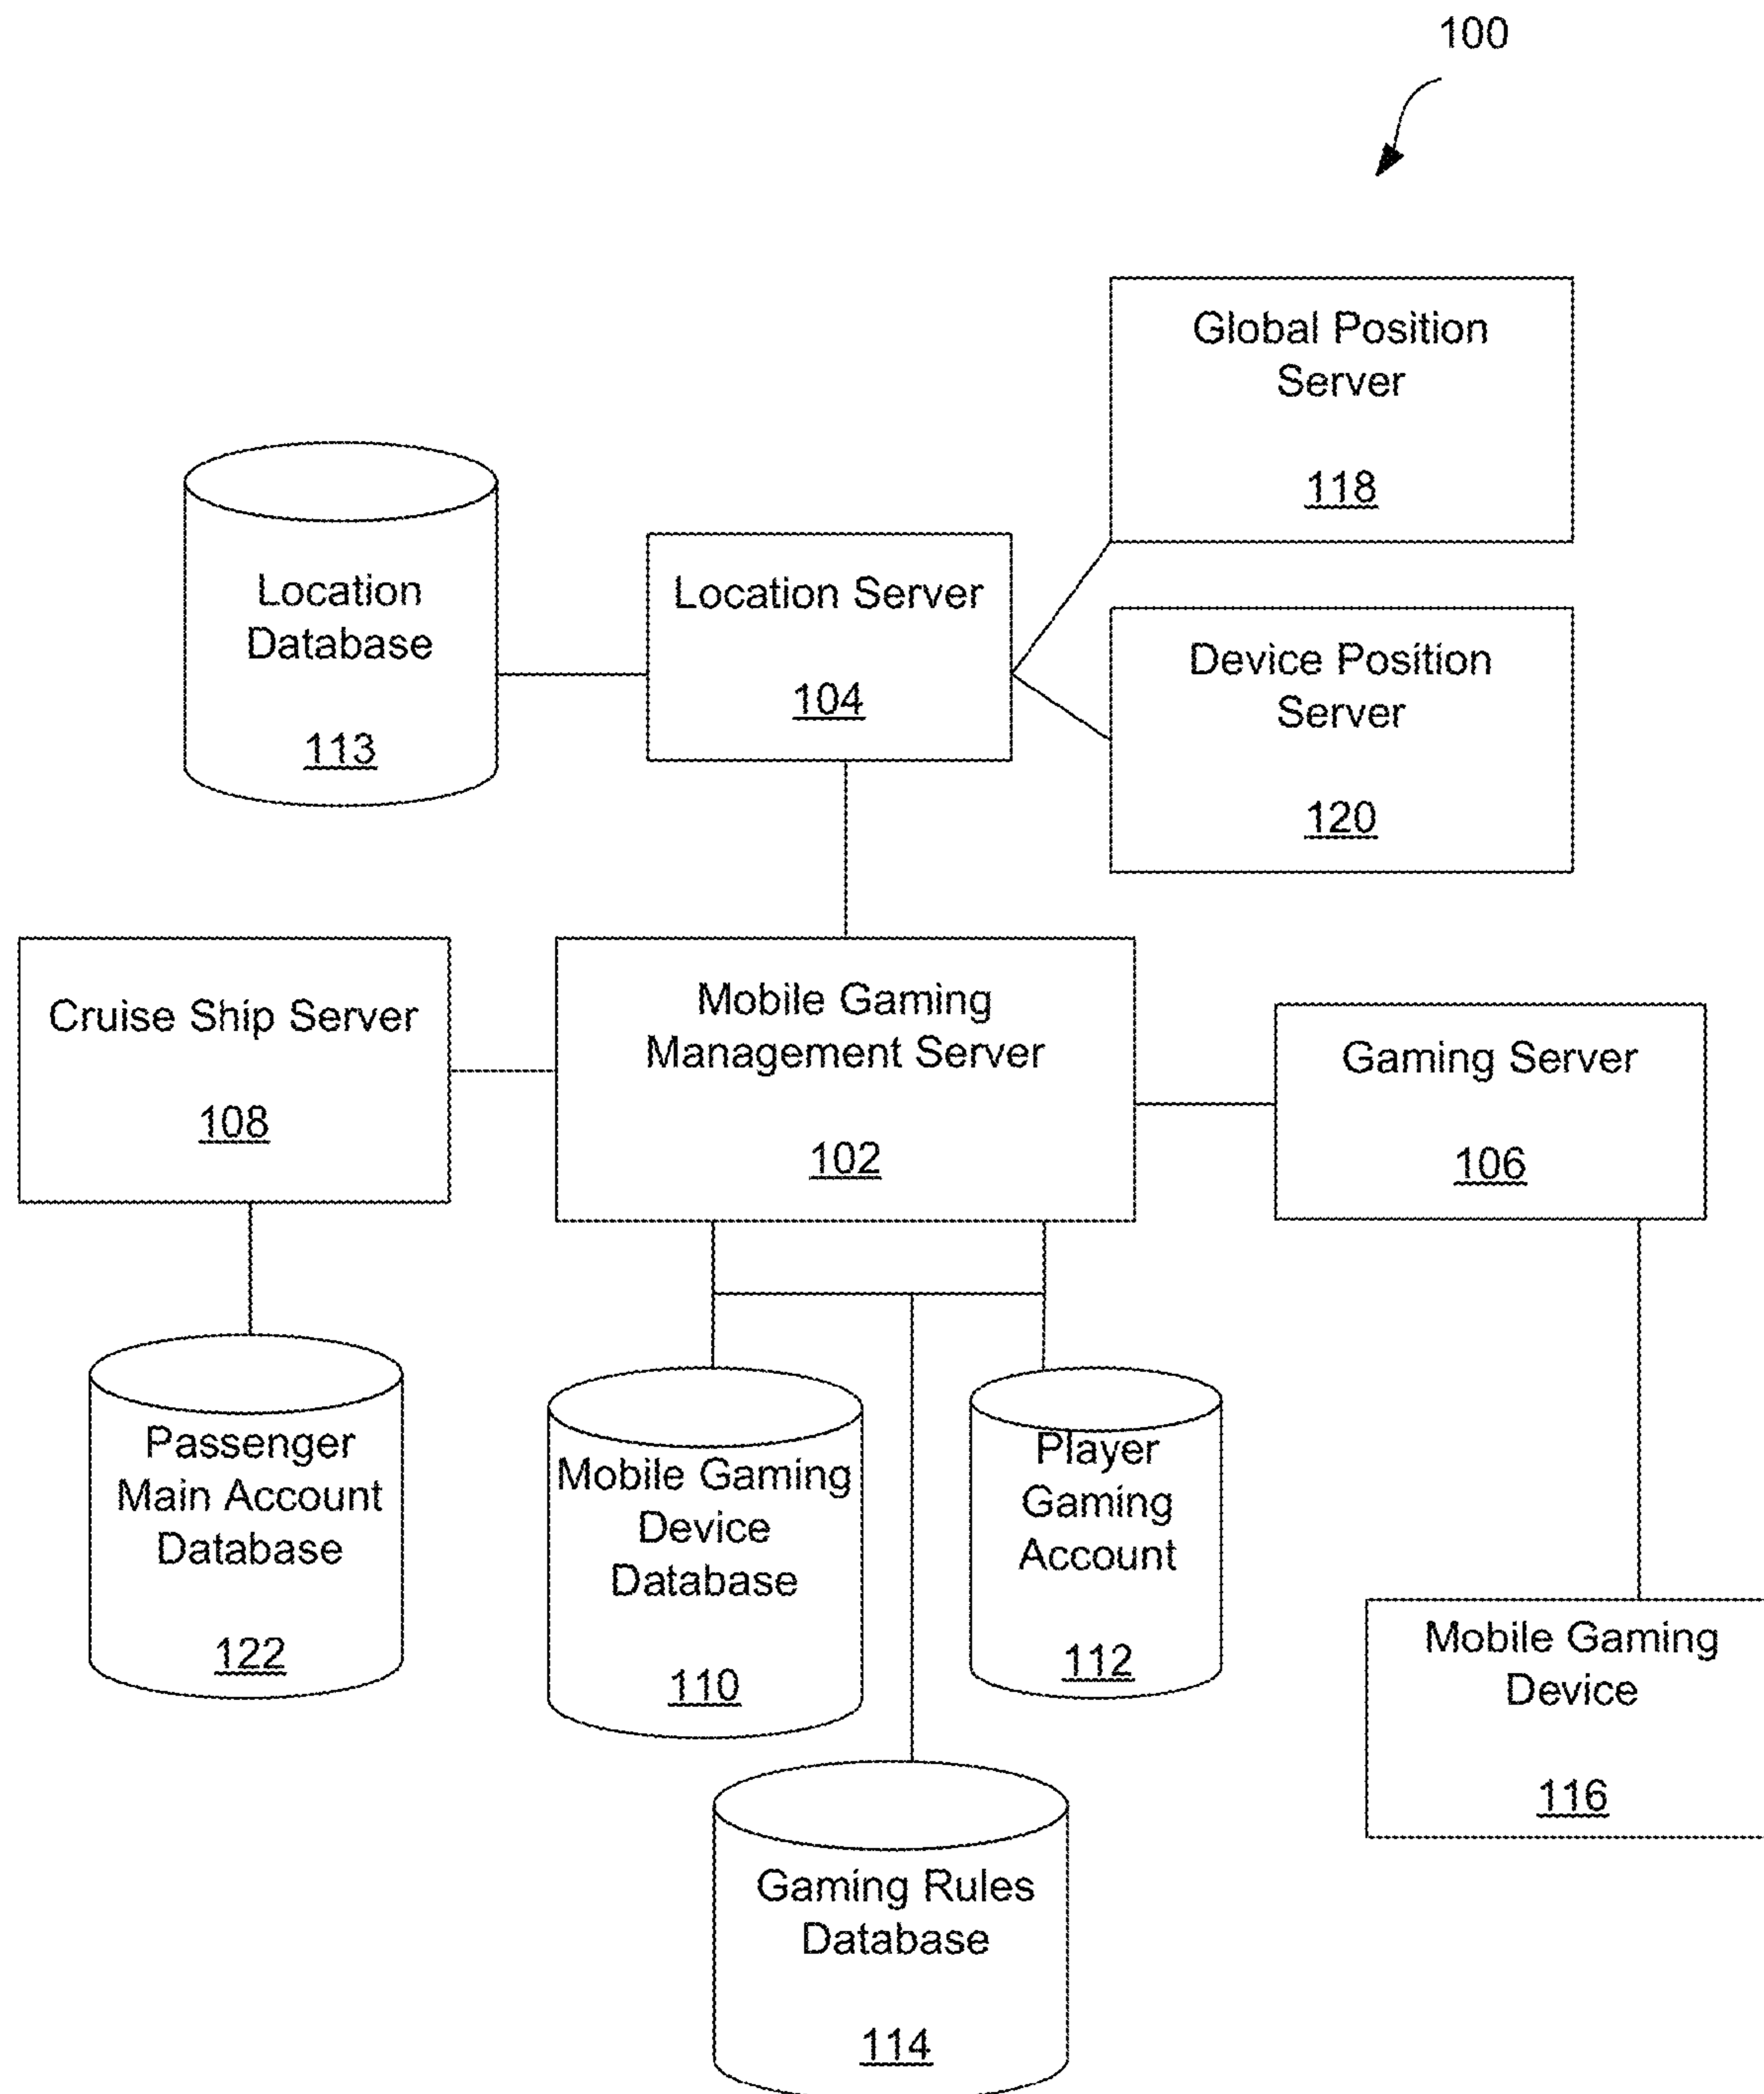 100
Global Position
Server
118
Location
Database
113
Location Server
104
Device Position
Server
120
Cruise Ship Server
108
Mobile Gaming
Management Server
102
Gaming Server
106
Passenger
Main Account
Database
122
Mobile Gaming
Device
Database
110
Player
Gaming
Account
112
Mobile Gaming
Device
116
Gaming Rules
Database
114